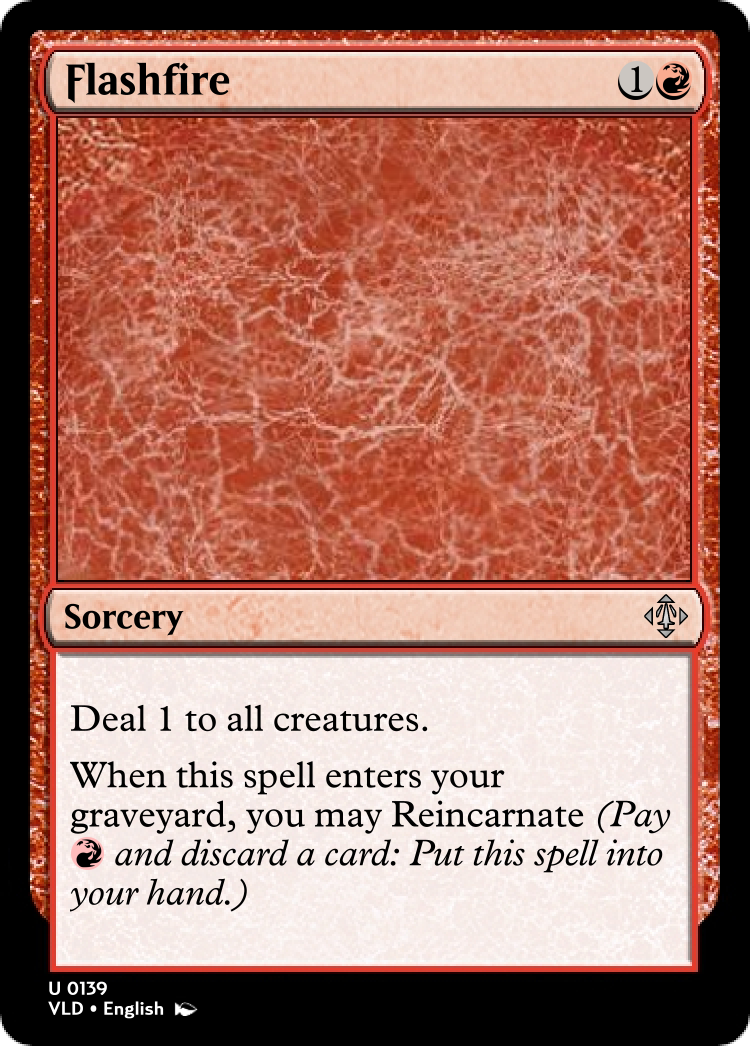 Flashfire
1
Sorcery
Deal 1 to all creatures.
When this spell enters your
graveyard, you may Reincarnate (Pay
and discard a card: Put this spell into
your hand.)
U 0139
VLD • English